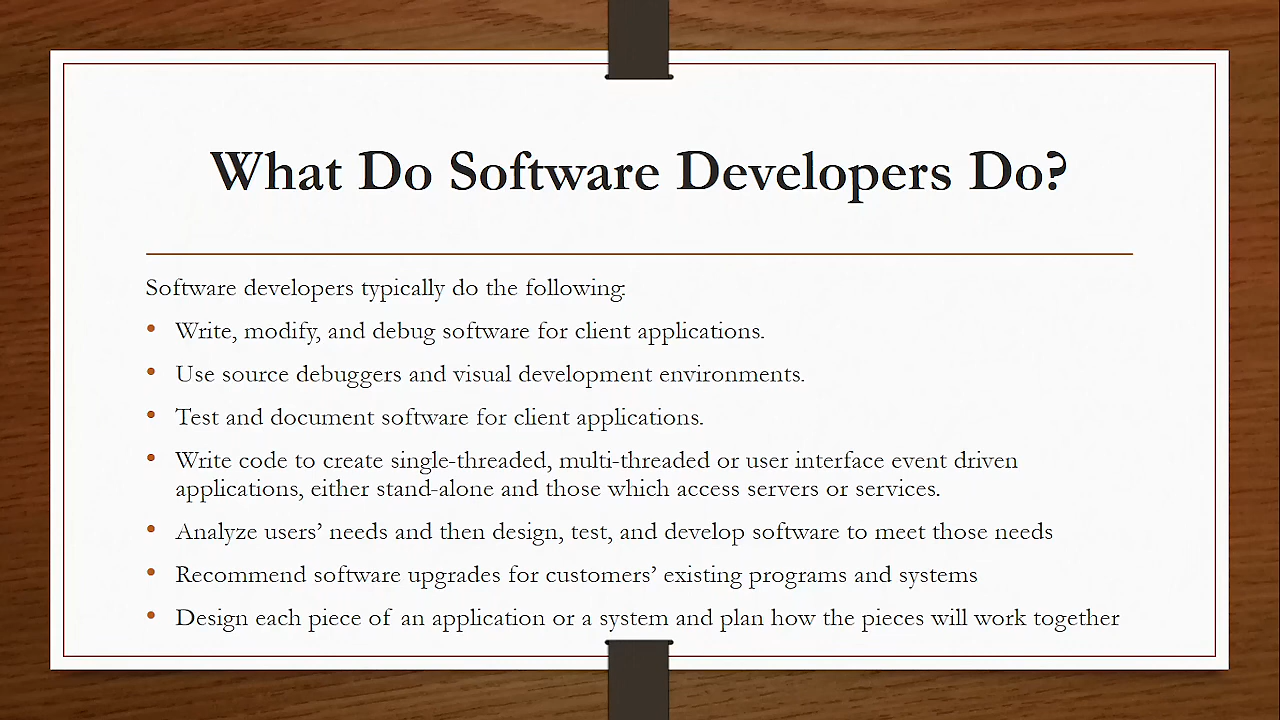 What Do Software Developers Do?
Software developers typically do the following:
• Write, modify, and debug software for client applications.
• Use source debuggers and visual development environments.
• Test and document software for client applications.
• Write code to create single-threaded, multi-threaded or user interface event driven
applications, either stand-alone and those which access servers or services.
• Analyze users’ needs and then design, test, and develop software to meet those needs
• Recommend software upgrades for customers’ existing programs and systems
• Design each piece of an application or a system and plan how the pieces will work together